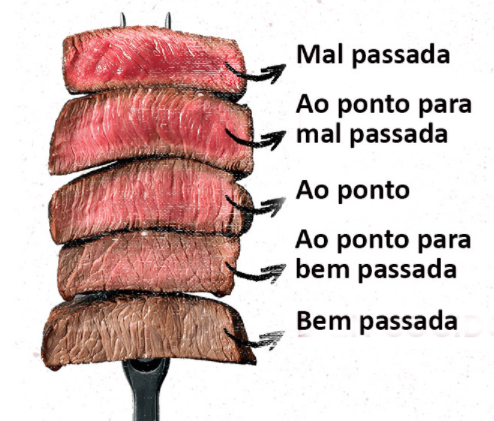 Mal passada
Ao ponto para
mal passada
Ao ponto
Ao ponto para
bem passada
Bem passada